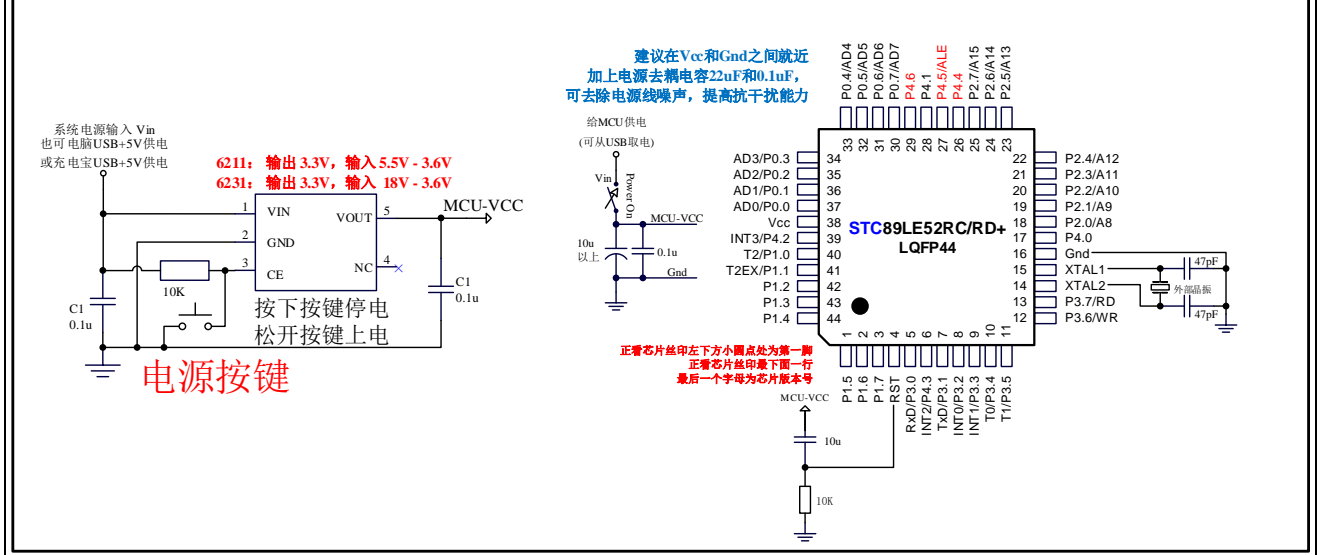 系统电源输入 Vin
也可电脑USB+5V供电
或充电宝USB+5V供电
6211： 输出 3.3V，输入 5.5V - 3.6V
6231： 输出 3.3V，输入 18V - 3.6V
1
VIN
VOUT
5
MCU-VCC
2
GND
3
CE
NC
4
10K
C1
0.1u
C1
0.1u
按下按键停电
松开按键上电
电源按键
建议在Vcc和Gnd之间就近
加上电源去耦电容22uF和0.1uF，
可去除电源线噪声，提高抗干扰能力
给MCU供电
(可从USB取电)
Vin
Power On
MCU-VCC
10u
以上
0.1u
Gnd
P0.4/AD4
P0.5/AD5
P0.6/AD6
P0.7/AD7
P4.6
P4.1
P4.5/ALE
P4.4
P2.7/A15
P2.6/A14
P2.5/A13
33
32
31
30
29
28
27
26
25
24
23
AD3/P0.3 34
AD2/P0.2 35
AD1/P0.1 36
AD0/P0.0 37
Vcc 38
INT3/P4.2 39
T2/P1.0 40
T2EX/P1.1 41
P1.2 42
P1.3 43
P1.4 44
STC89LE52RC/RD+
LQFP44
22 P2.4/A12
21 P2.3/A11
20 P2.2/A10
19 P2.1/A9
18 P2.0/A8
17 P4.0
16 Gnd
15 XTAL1
14 XTAL2
13 P3.7/RD
12 P3.6/WR
47pF
外部晶振
47pF
1
2
3
4
5
6
7
8
9
10
11
P1.5
P1.6
P1.7
RST
RxD/P3.0
INT2/P4.3
TxD/P3.1
INT0/P3.2
INT1/P3.3
T0/P3.4
T1/P3.5
正看芯片丝印左下方小圆点处为第一脚
正看芯片丝印最下面一行
最后一个字母为芯片版本号
MCU-VCC
10u
10K